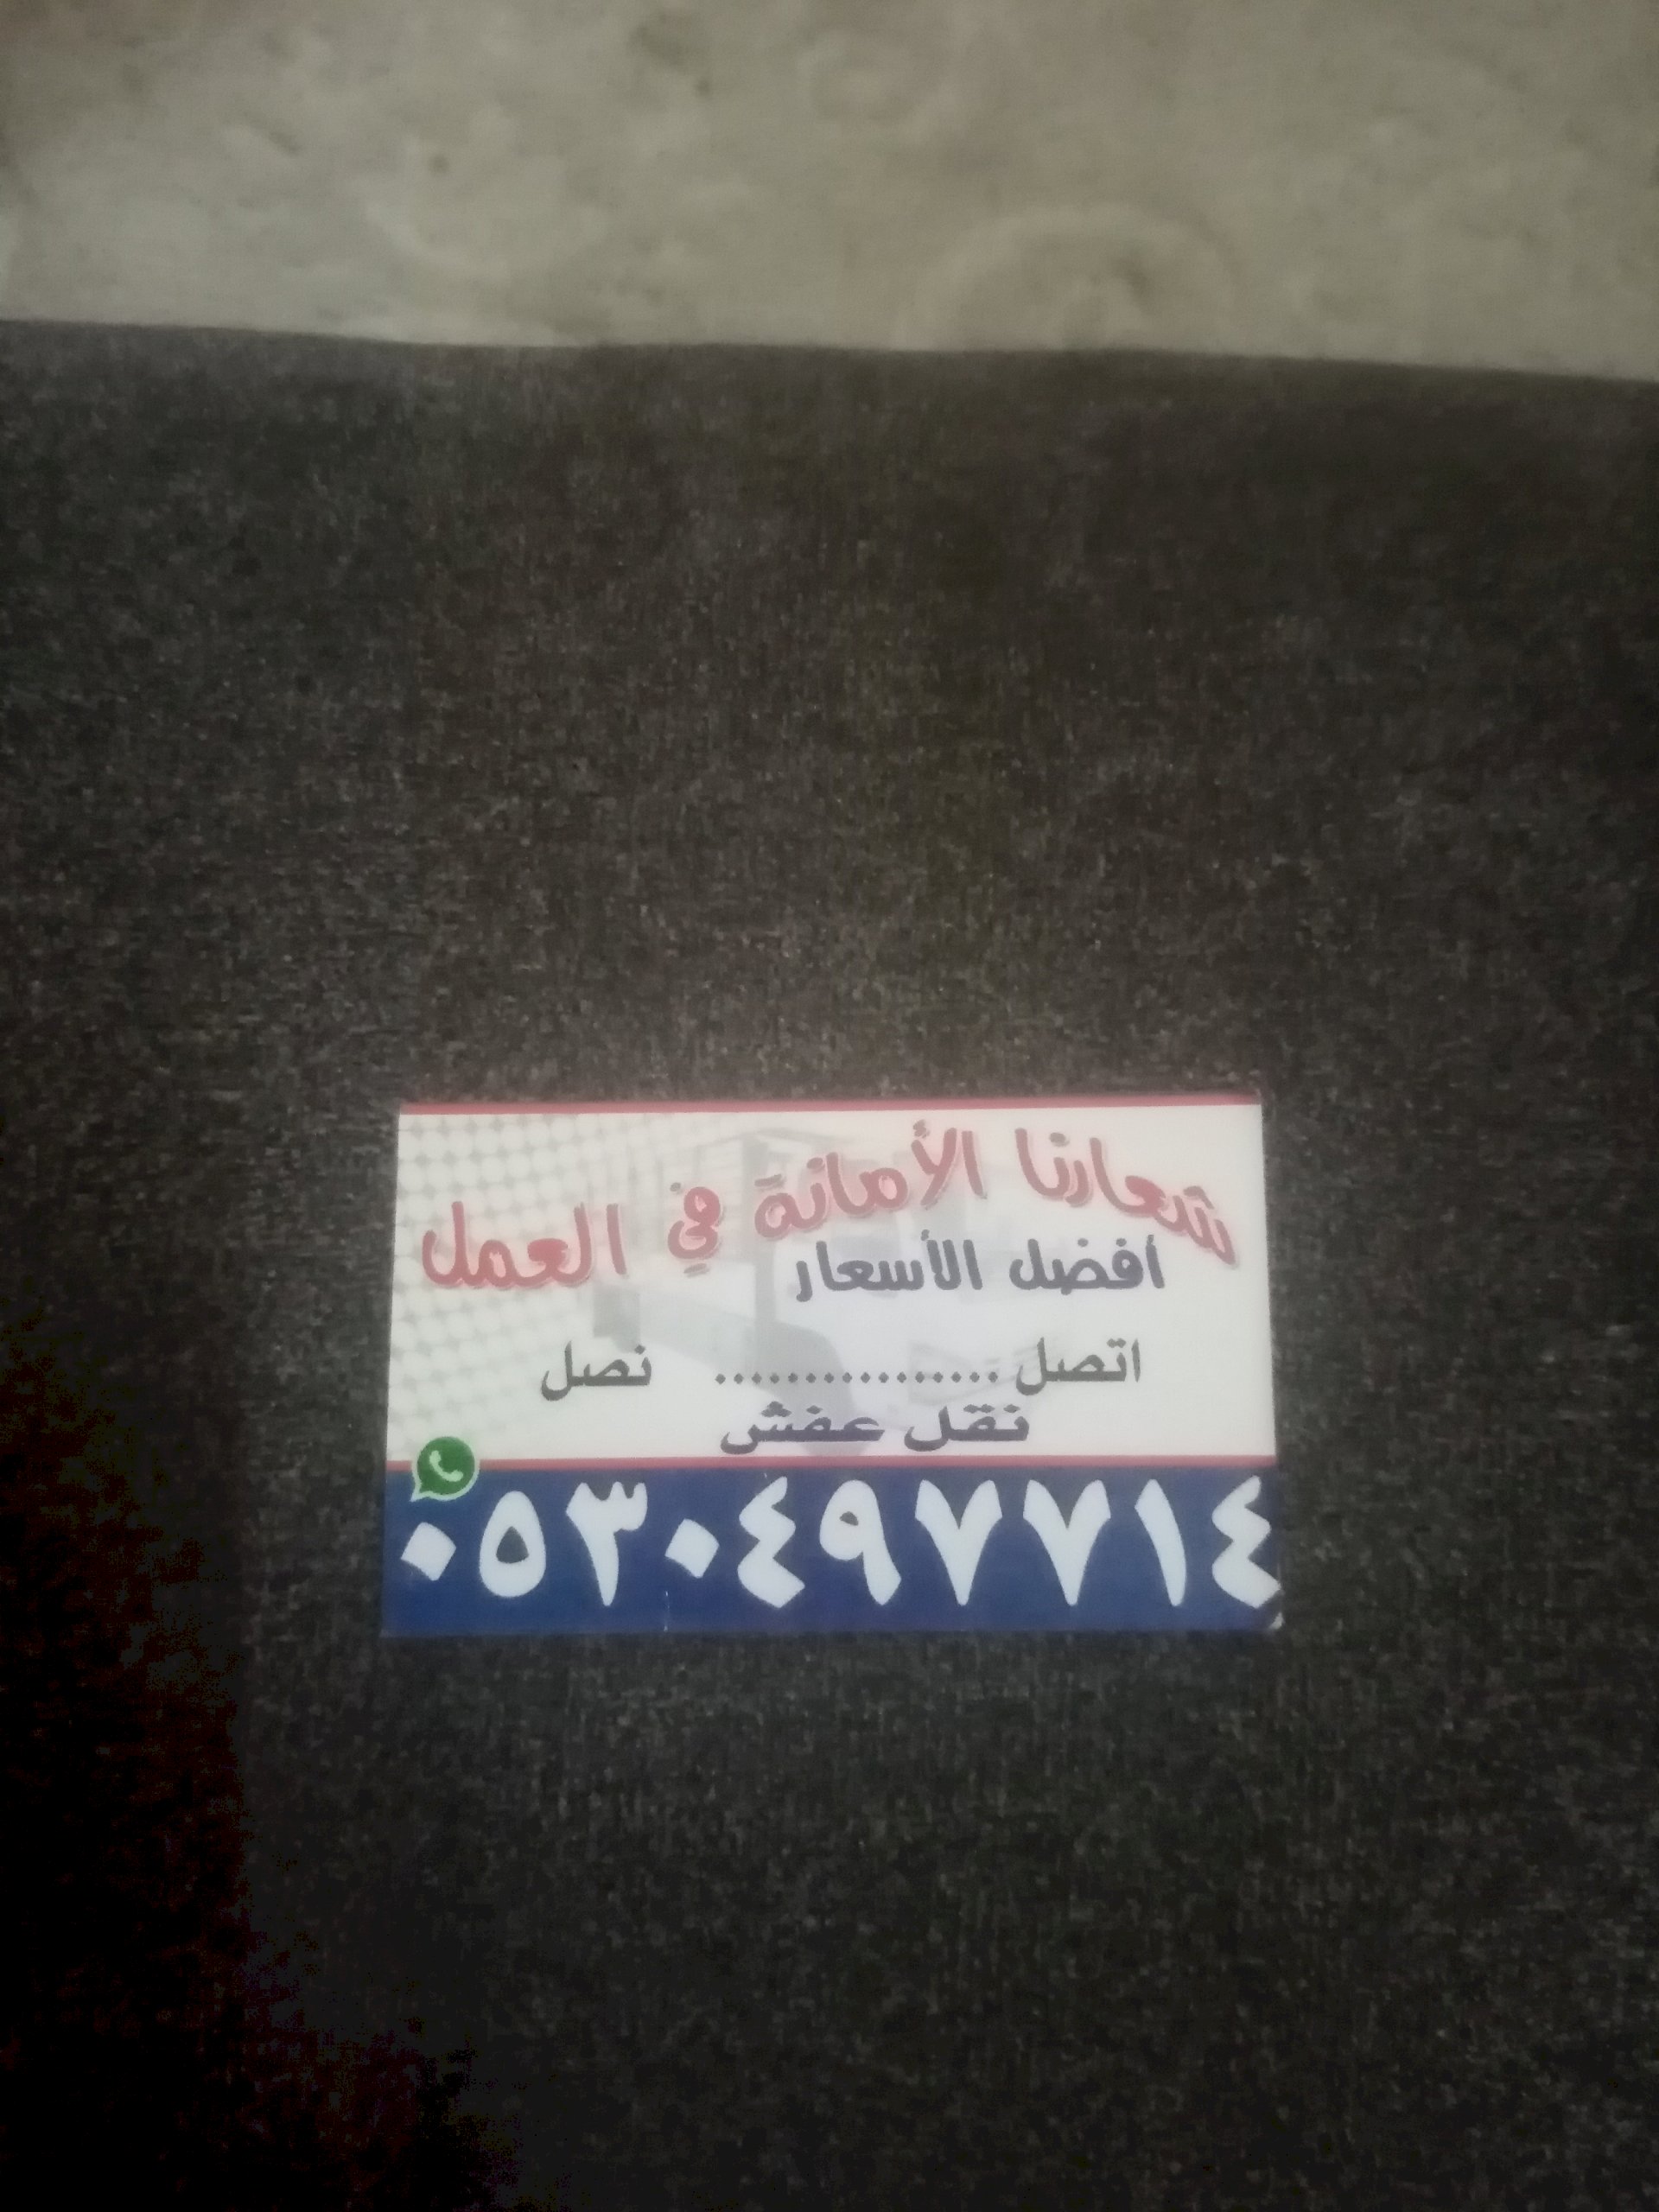 شعارنا الأمانة في العمل
أفضل الأسعار
اتصل ................ نصل
نقل عفش
٠٥٣٠٤٩٧٧١٤